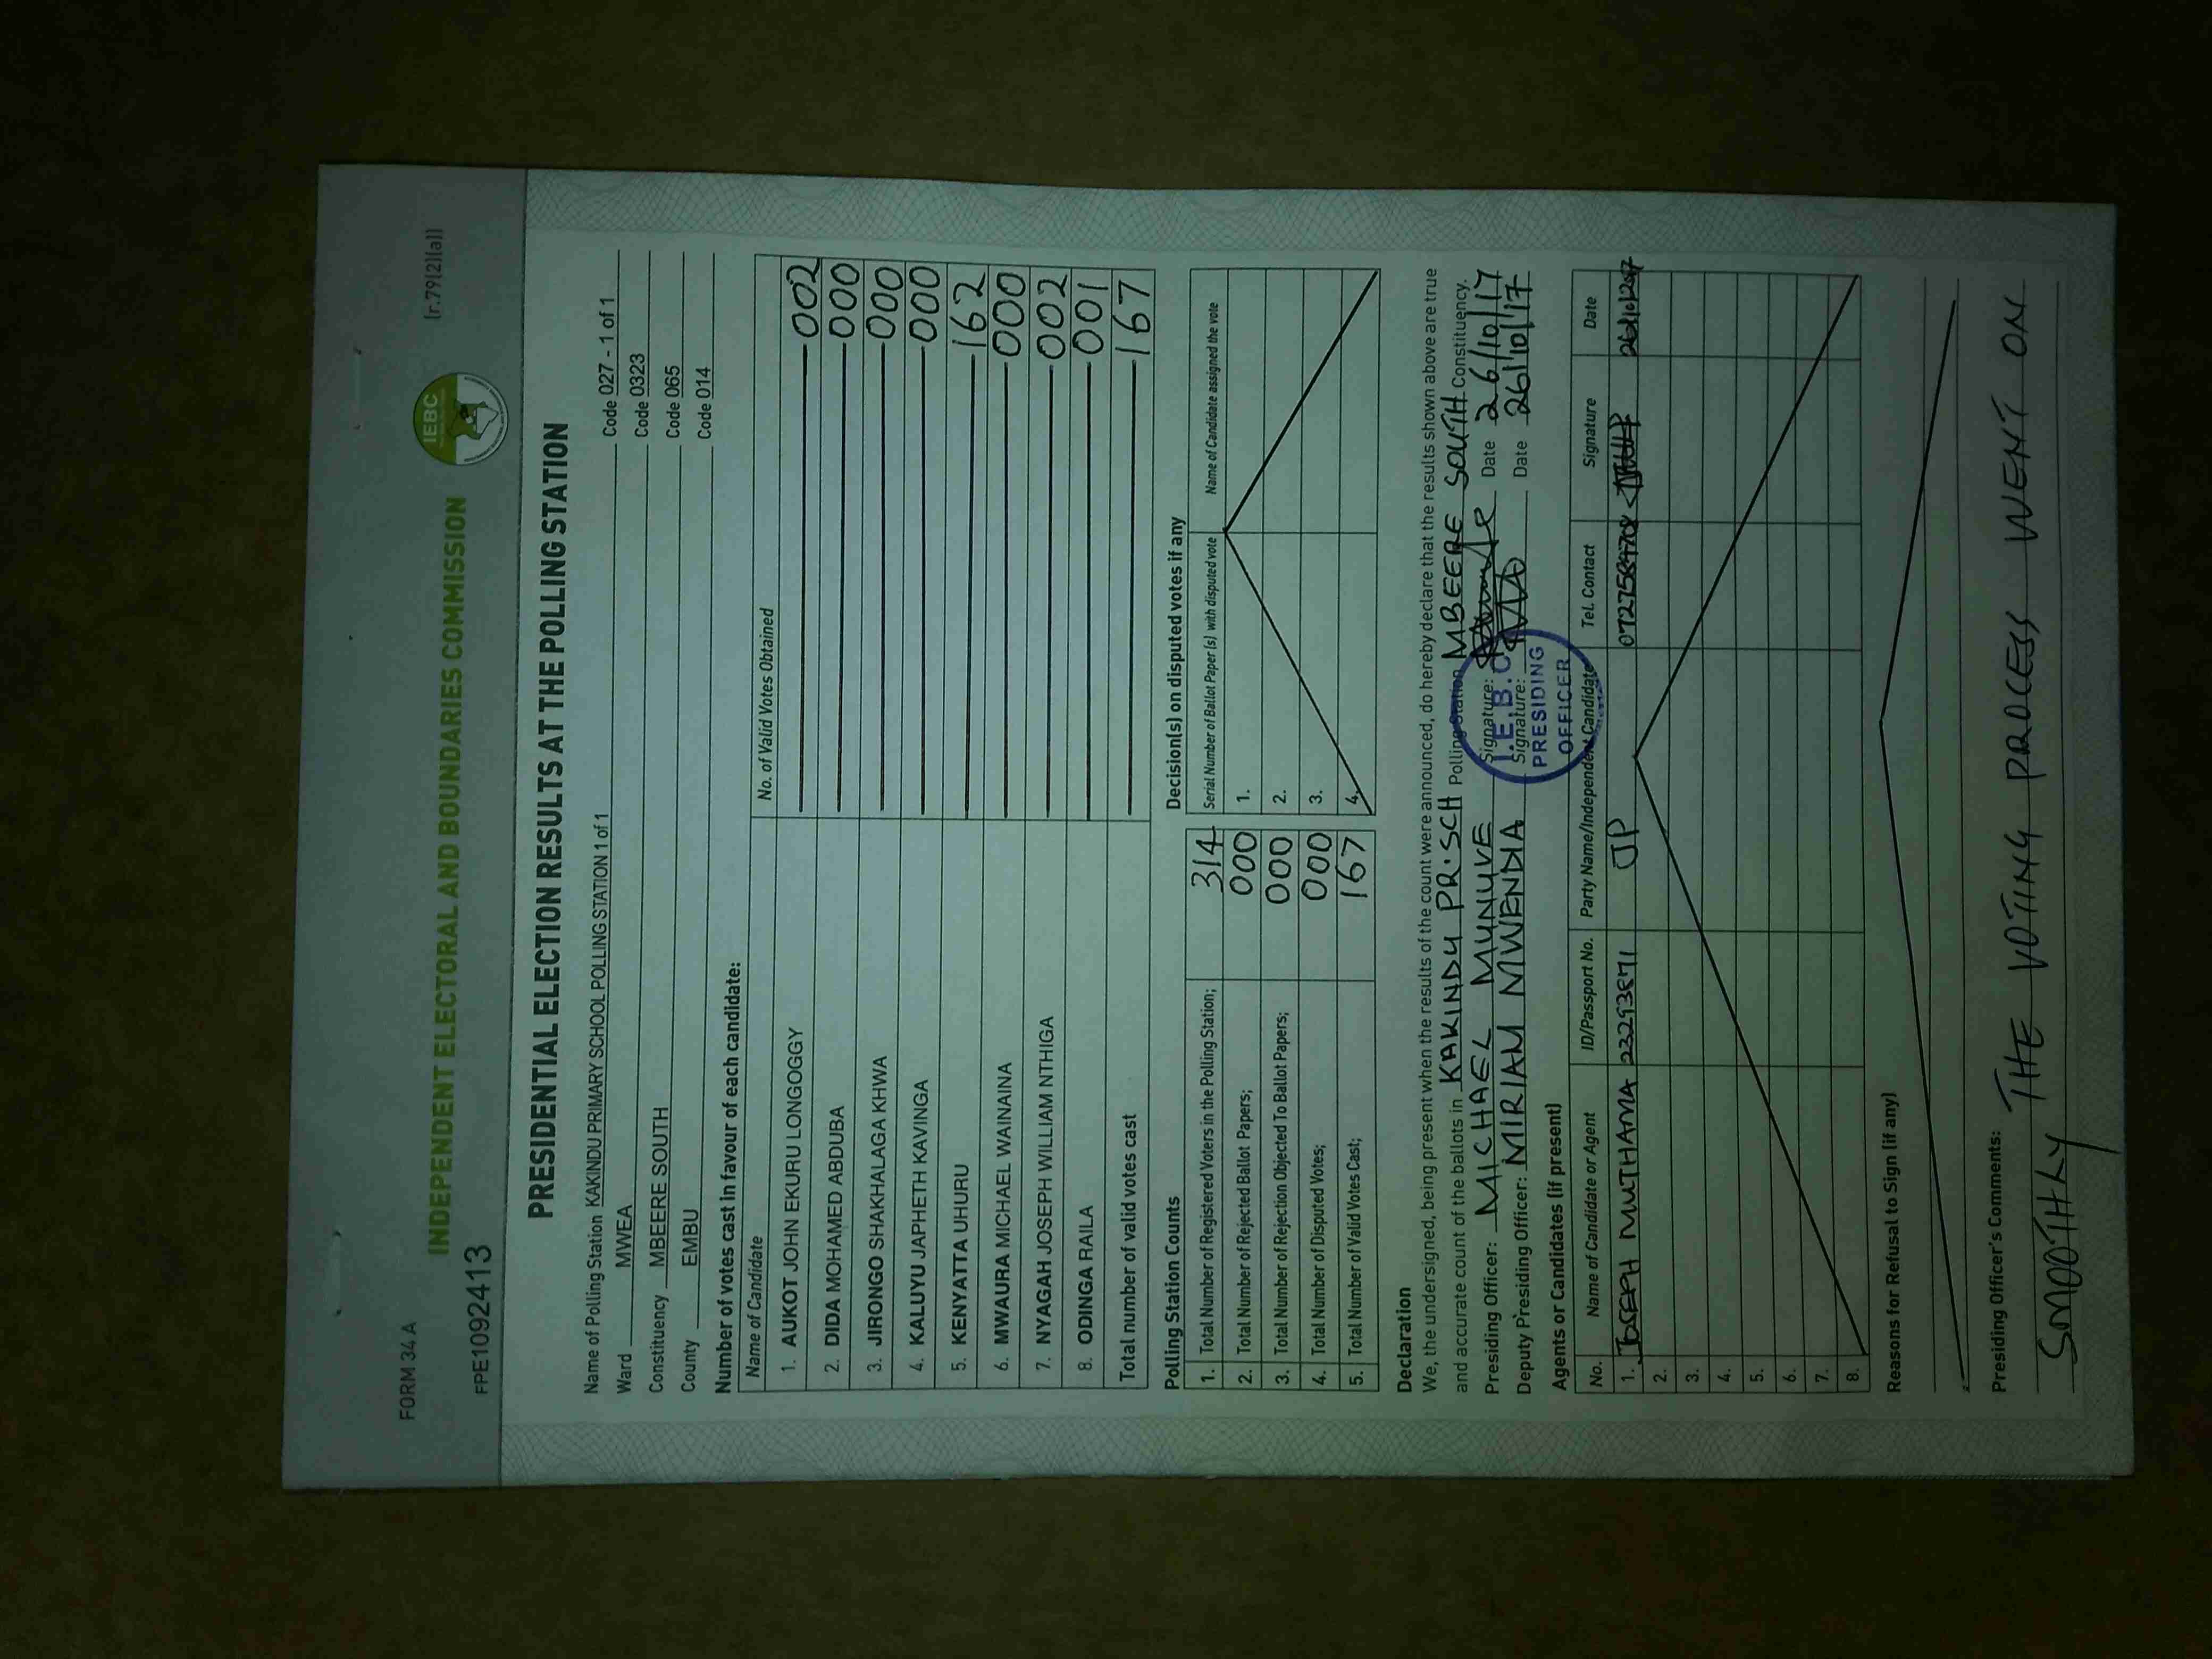 FORM 34 A
(r.79(2)(a))
INDEPENDENT ELECTORAL AND BOUNDARIES COMMISSION
IEBC
FPE1092413
PRESIDENTIAL ELECTION RESULTS AT THE POLLING STATION
Name of Polling Station KAKINDU PRIMARY SCHOOL POLLING STATION 1 of 1 Code 027 - 1 of 1
Ward MWEA Code 0323
Constituency MBEERE SOUTH Code 065
County EMBU Code 014
Number of votes cast in favour of each candidate:
Name of Candidate No. of Valid Votes Obtained
1. AUKOT JOHN EKURU LONGOGGY 002
2. DIDA MOHAMED ABDUBA 000
3. JIRONGO SHAKHALAGA KHWA 000
4. KALUYU JAPHETH KAVINGA 000
5. KENYATTA UHURU 162
6. MWAURA MICHAEL WAINAINA 000
7. NYAGAH JOSEPH WILLIAM NTHIGA 002
8. ODINGA RAILA 001
Total number of valid votes cast 167
Polling Station Counts
1. Total Number of Registered Voters in the Polling Station; 314
2. Total Number of Rejected Ballot Papers; 000
3. Total Number of Rejection Objected To Ballot Papers; 000
4. Total Number of Disputed Votes; 000
5. Total Number of Valid Votes Cast; 167
Decision(s) on disputed votes if any
Serial Number of Ballot Paper (s) with disputed vote Name of Candidate assigned the vote
1.
2.
3.
4.
Declaration
We, the undersigned, being present when the results of the count were announced, do hereby declare that the results shown above are true
and accurate count of the ballots in KAKINDU PR.SCH Polling Station MBEERE SOUTH Constituency.
Presiding Officer: MICHAEL MUNUVE Signature: Date 26/10/17
Deputy Presiding Officer: MIRIAM MWENDIA Signature: Date 26/10/17
I.E.B.C
PRESIDING
OFFICER
Agents or Candidates (if present)
No. Name of Candidate or Agent ID/Passport No. Party Name/Independent Candidate Tel. Contact Signature Date
1. JOSEPH MUTHAMA JP
2.
3.
4.
5.
6.
7.
8.
Reasons for Refusal to Sign (if any)
Presiding Officer's Comments: THE VOTING PROCESS WENT ON
SMOOTHLY